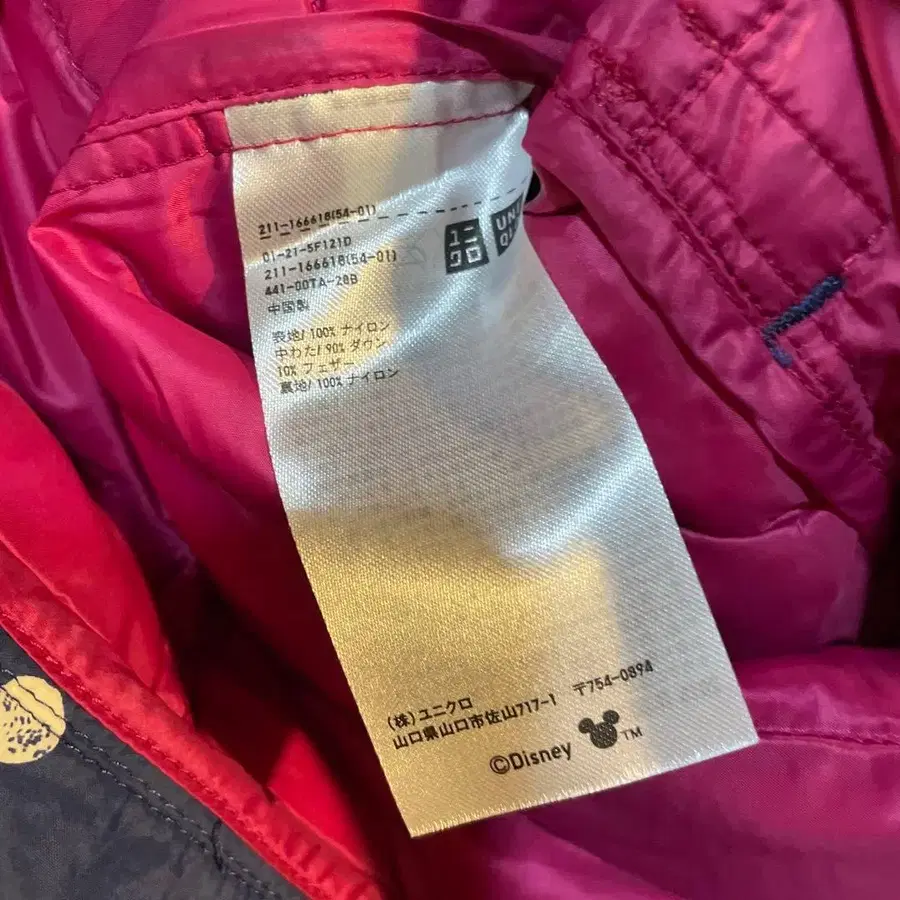 211-166618(54-01)
01-21-5F121D
211-166618(54-01)
441-00TA-28B
中国製
表地/ 100% ナイロン
中わた/ 90% ダウン
10% フェザー
裏地/ 100% ナイロン
ユニクロ
UNI
QL
(株) ユニクロ
山口県山口市佐山717-1 〒754-0894
©Disney TM